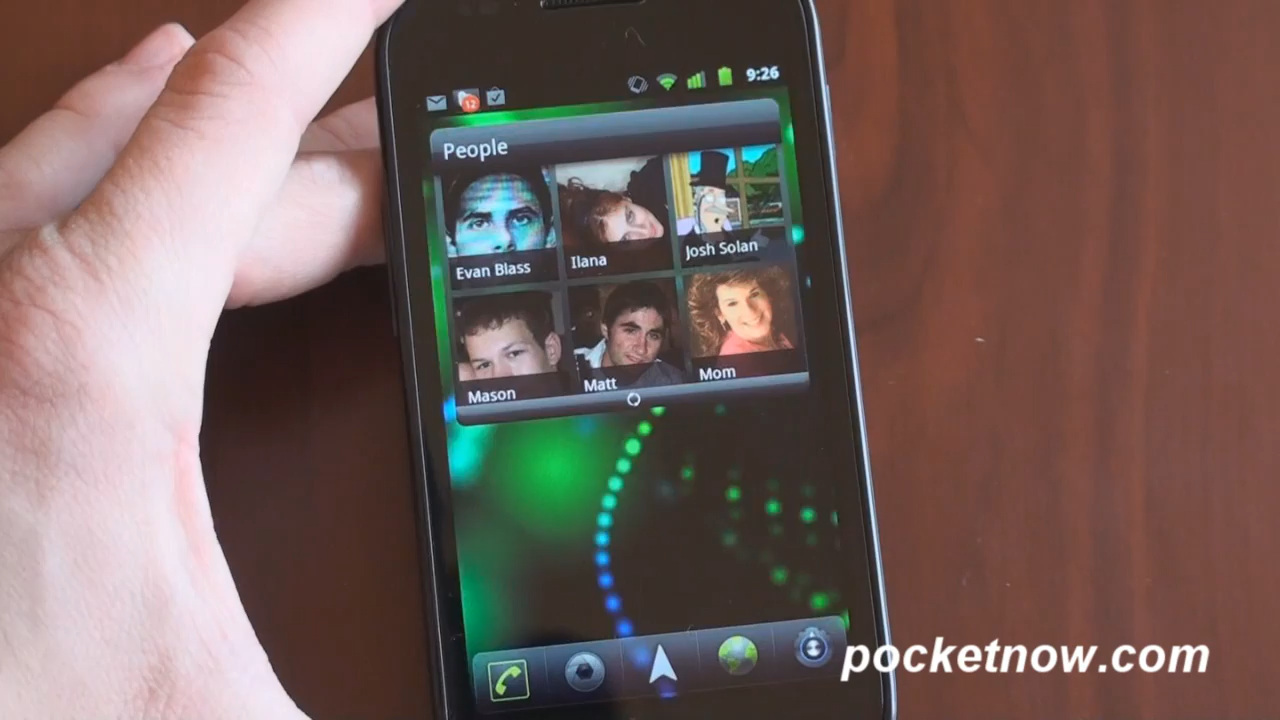 12
9:26
People
Evan Blass
Ilana
Josh Solan
Mason
Matt
Mom
pocketnow.com